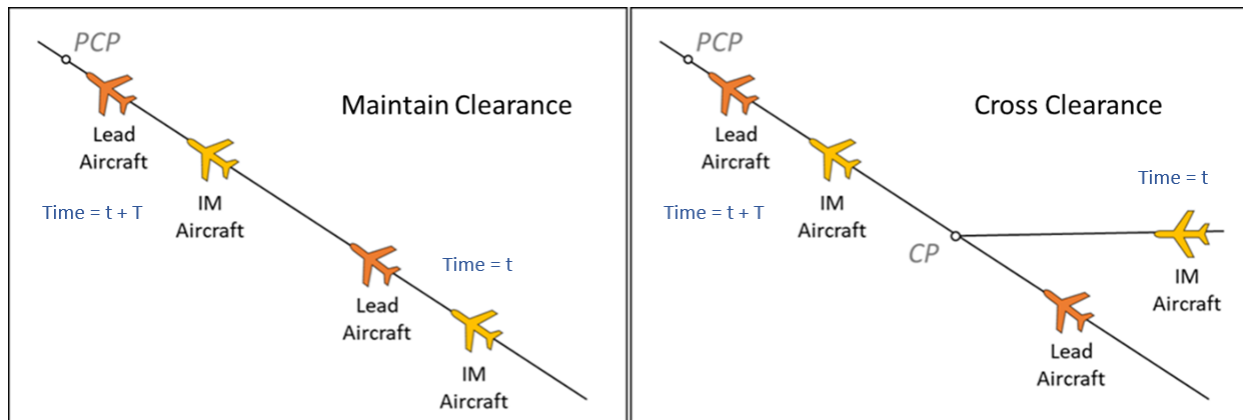 PCP
Maintain Clearance
Lead
Aircraft
IM
Aircraft
Time = t + T
Time = t
Lead
Aircraft
IM
Aircraft
PCP
Cross Clearance
Lead
Aircraft
IM
Aircraft
Time = t
Time = t + T
CP
IM
Aircraft
Lead
Aircraft